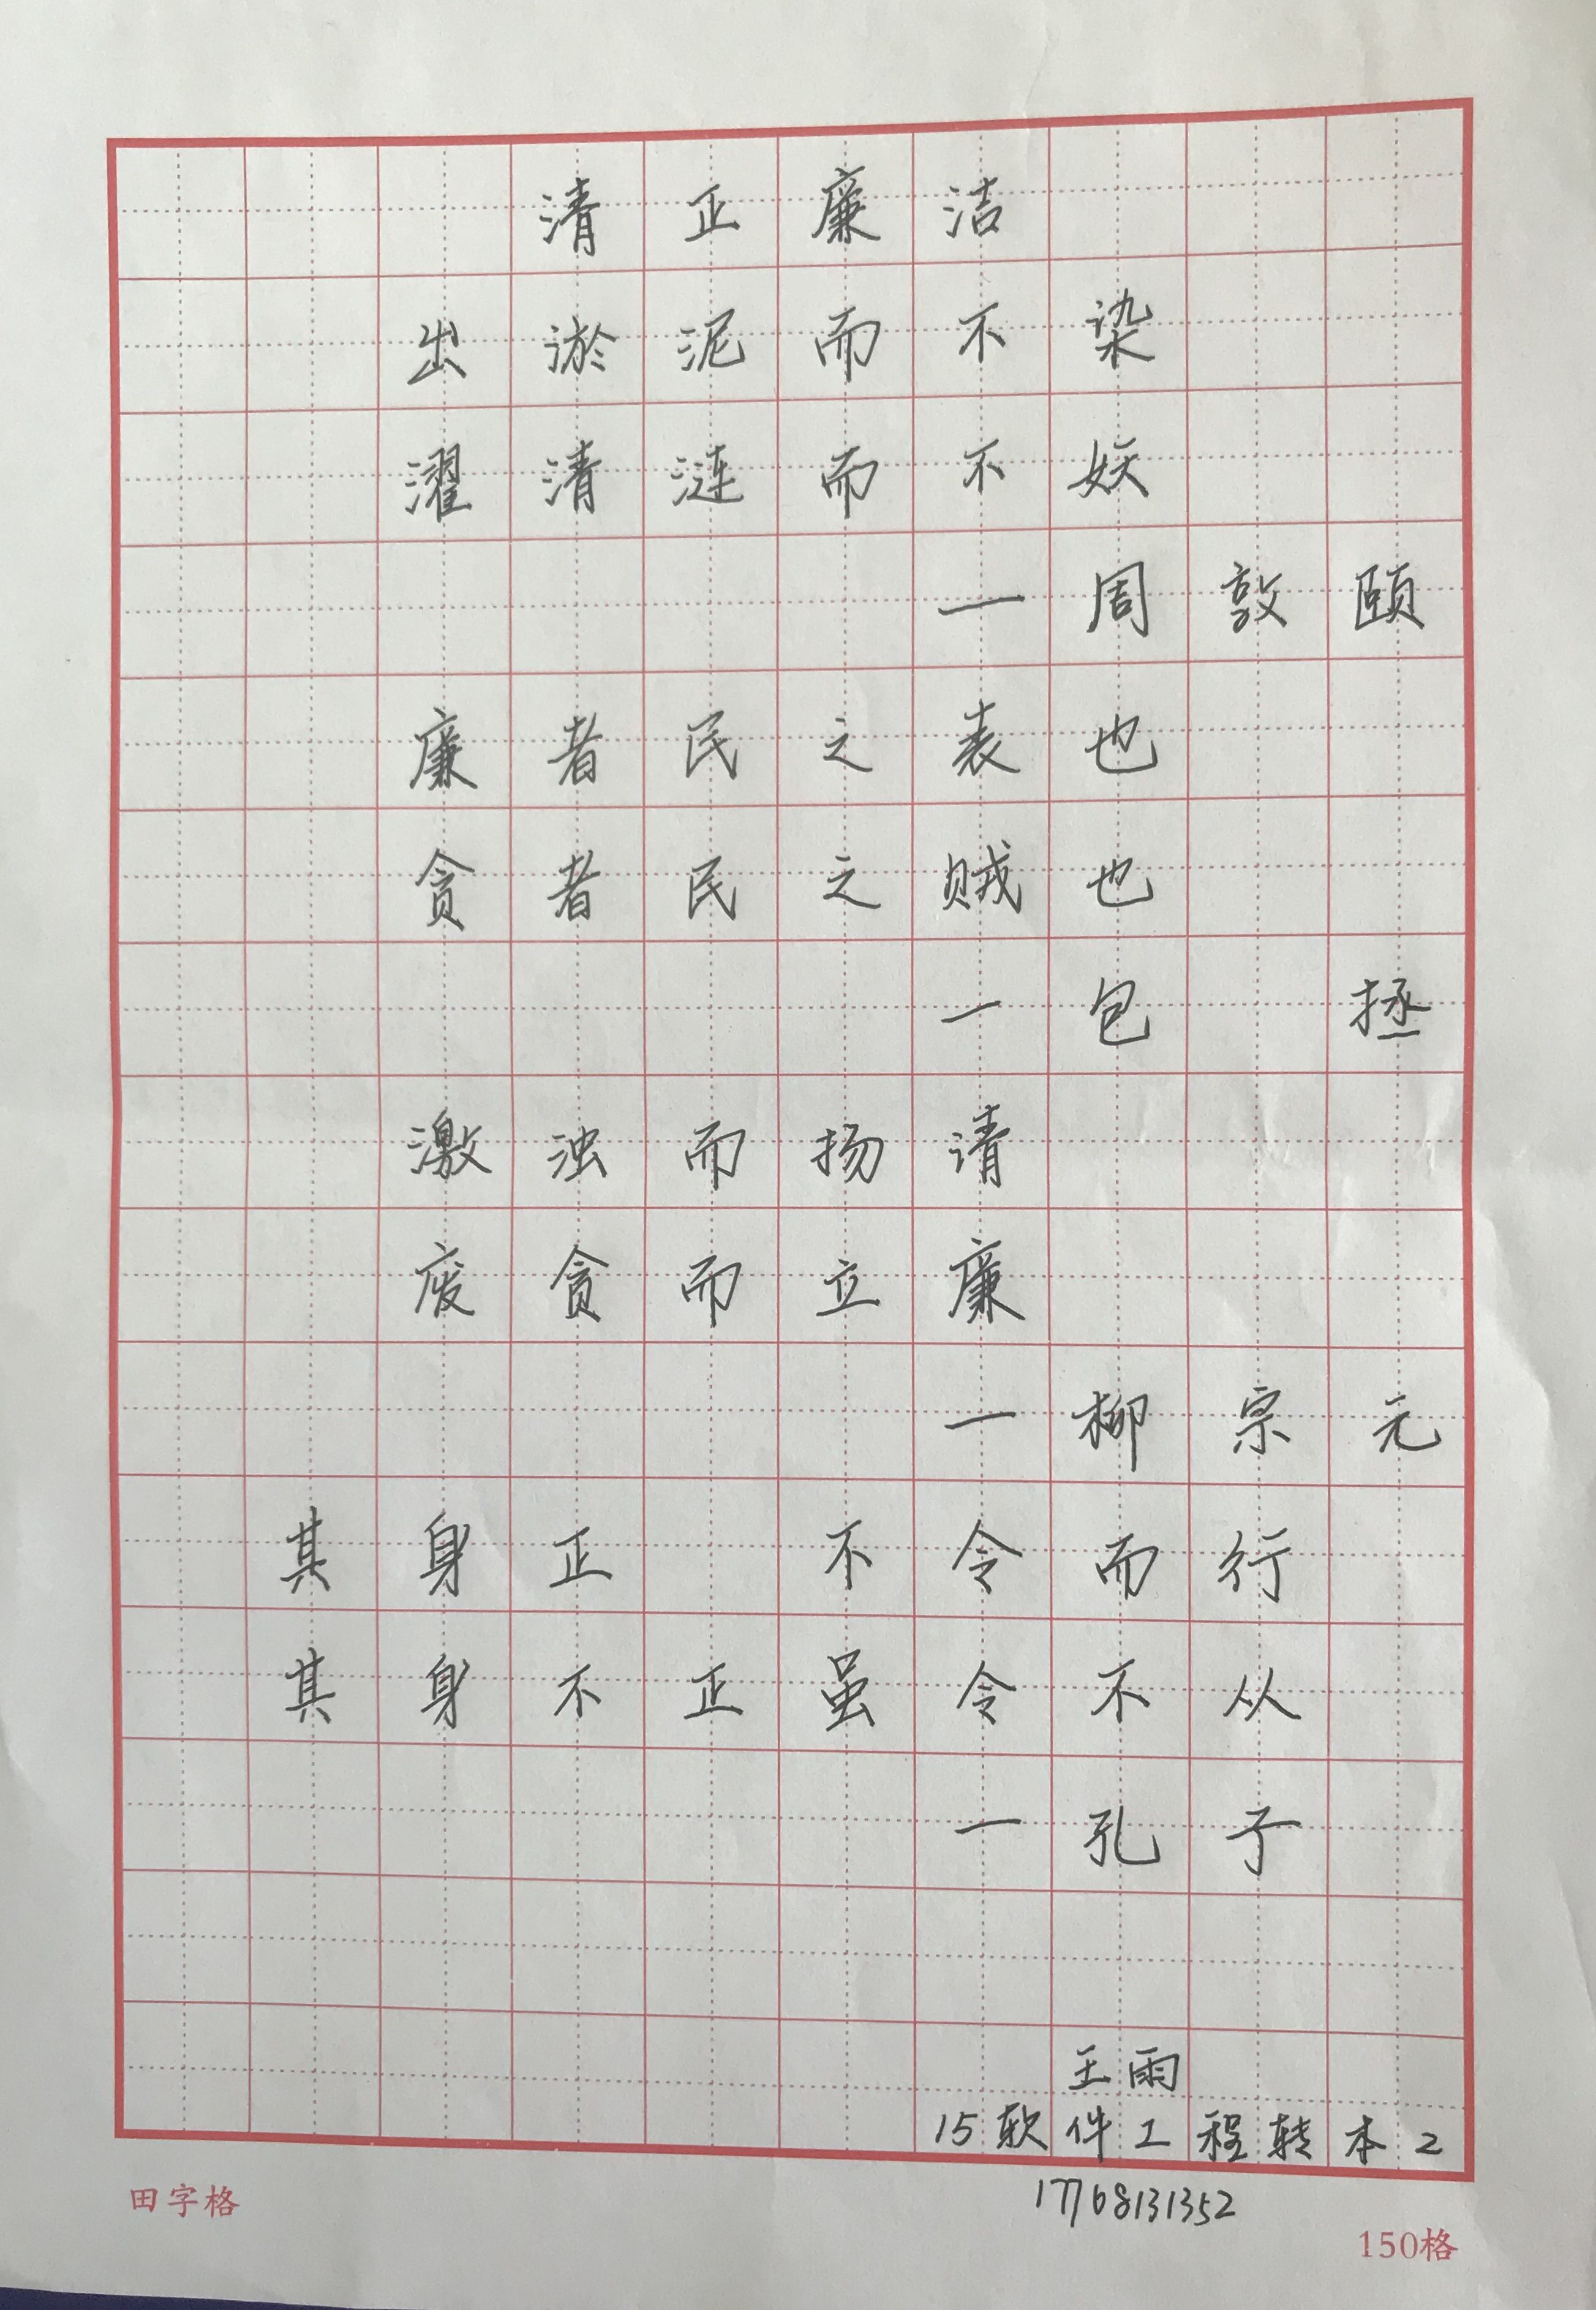 清正廉洁
出淤泥而不染
濯清涟而不妖
一周敦颐
廉者民之表也
贪者民之贼也
一包 拯
激浊而扬清
废贪而立廉
一柳宗元
其身正 不令而行
其身不正虽令不从
一孔子
王雨
15软件工程转本2
17768131352
田字格
150格